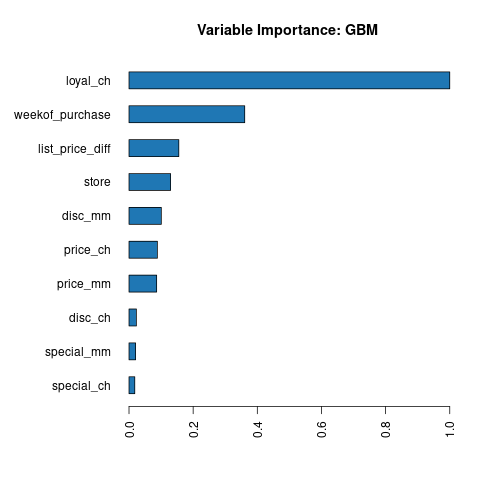 Variable Importance: GBM
loyal_ch
weekof_purchase
list_price_diff
store
disc_mm
price_ch
price_mm
disc_ch
special_mm
special_ch
0.0 0.2 0.4 0.6 0.8 1.0